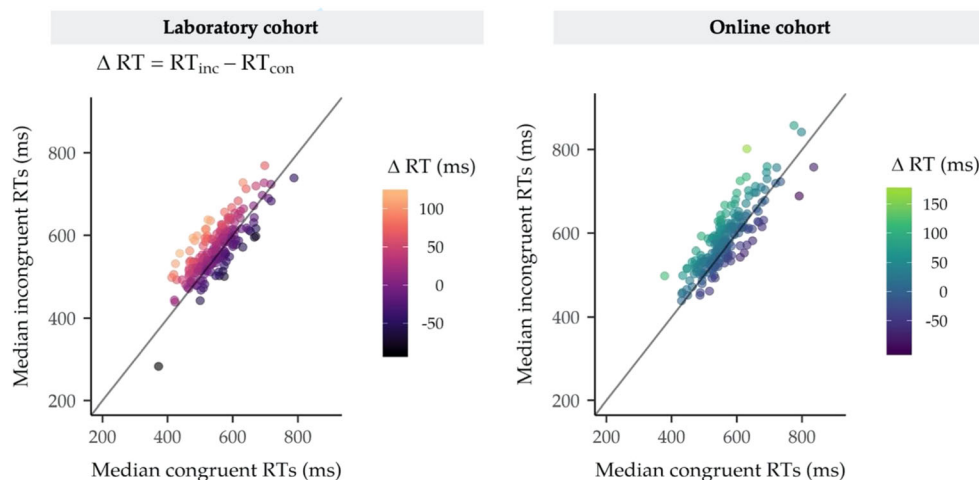 Laboratory cohort
Δ RT = RTinc – RTcon
Median incongruent RTs (ms)
800
600
400
200
200 400 600 800
Median congruent RTs (ms)
Δ RT (ms)
100
50
0
-50
Online cohort
Median incongruent RTs (ms)
800
600
400
200
200 400 600 800
Median congruent RTs (ms)
Δ RT (ms)
150
100
50
0
-50